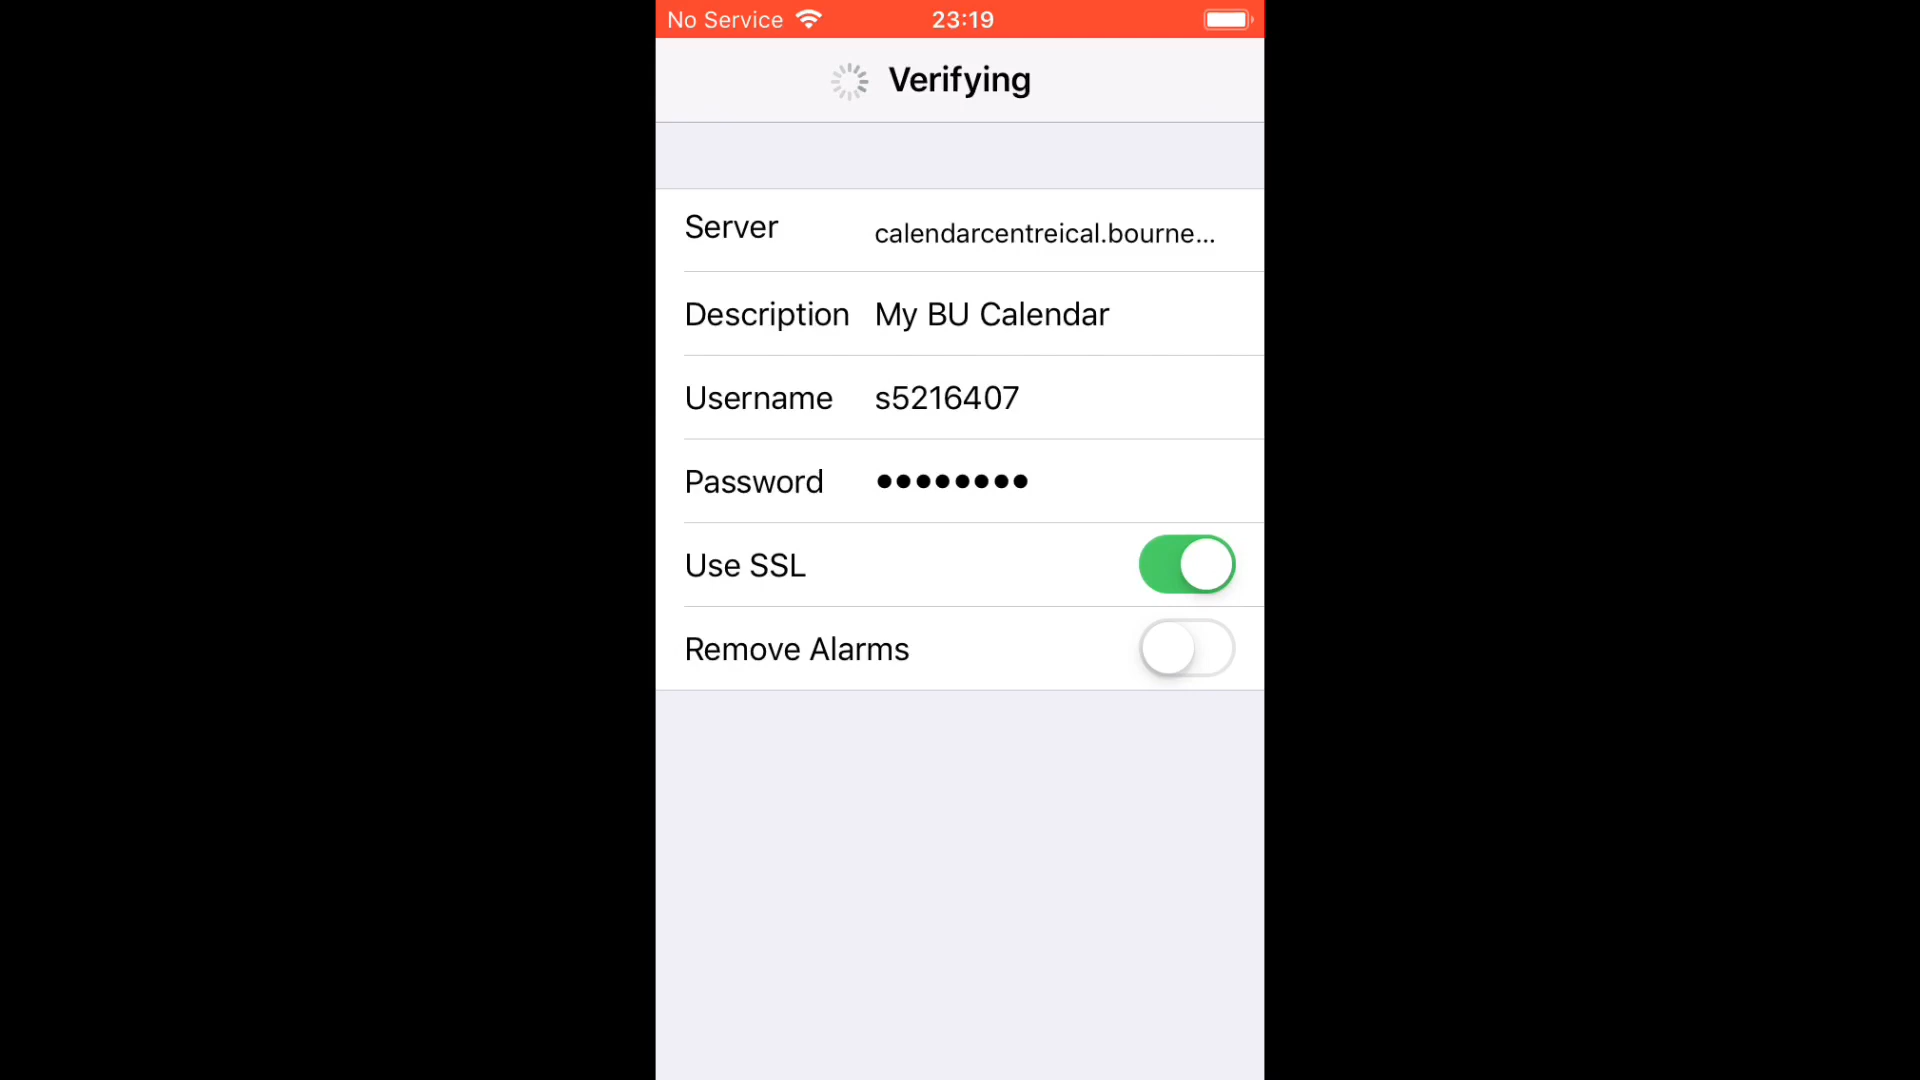 No Service 23:19
Verifying
Server calendarcentreical.bourne...
Description My BU Calendar
Username s5216407
Password ••••••••
Use SSL
Remove Alarms